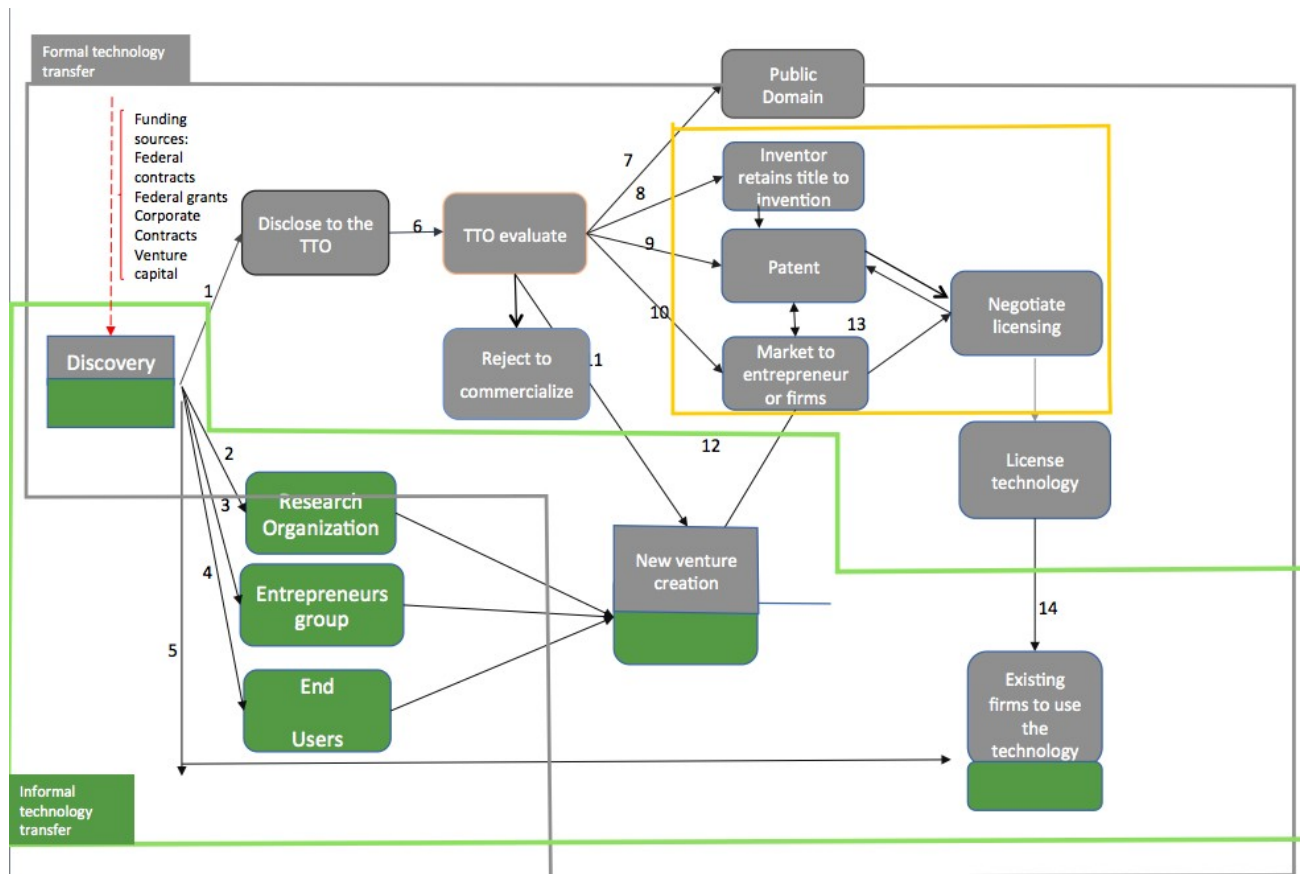 Formal technology
transfer
Funding
sources:
Federal
contracts
Federal grants
Corporate
Contracts
Venture
capital
Public
Domain
Inventor
retains title to
invention
Disclose to the
TTO
TTO evaluate
Patent
Negotiate
licensing
Discovery
Reject to
commercialize
Market to
entrepreneur
or firms
License
technology
Research
Organization
Entrepreneurs
group
End
Users
New venture
creation
Existing
firms to use
the
technology
Informal
technology
transfer
1
2
3
4
5
6
7
8
9
10
11
12
13
14